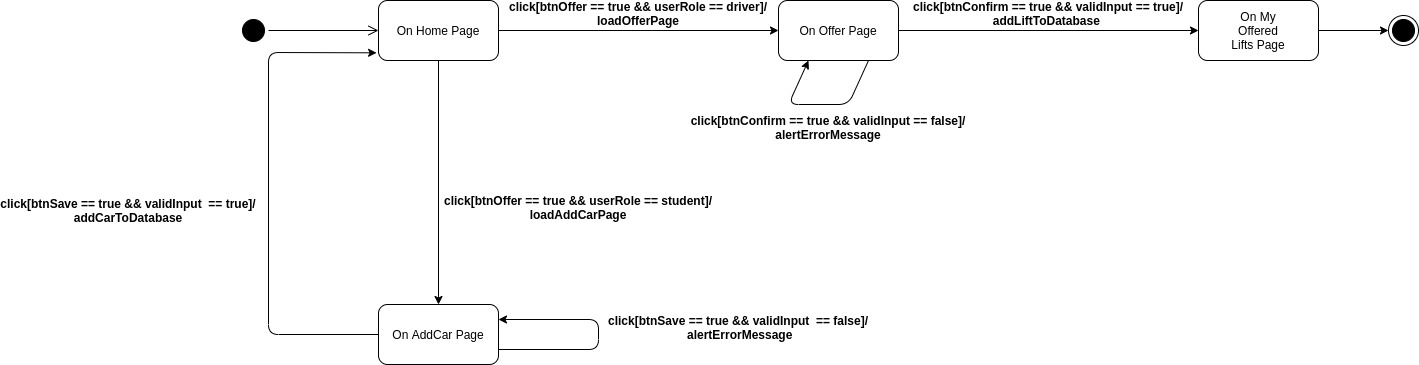 click[btnOffer == true && userRole == driver]/
loadOfferPage
click[btnConfirm == true && validInput == true]/
addLiftToDatabase
On Home Page
On Offer Page
On My
Offered
Lifts Page
click[btnConfirm == true && validInput == false]/
alertErrorMessage
click[btnSave == true && validInput  == true]/
addCarToDatabase
click[btnOffer == true && userRole == student]/
loadAddCarPage
On AddCar Page
click[btnSave == true && validInput  == false]/
alertErrorMessage